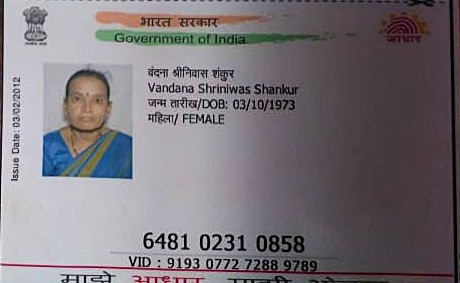 भारत सरकार
Government of India
आधार
Issue Date: 03/02/2012
वंदना श्रीनिवास शंकुर
Vandana Shriniwas Shankur
जन्म तारीख/DOB: 03/10/1973
महिला/ FEMALE
6481 0231 0858
VID : 9193 0772 7288 9789
माझे आधार,